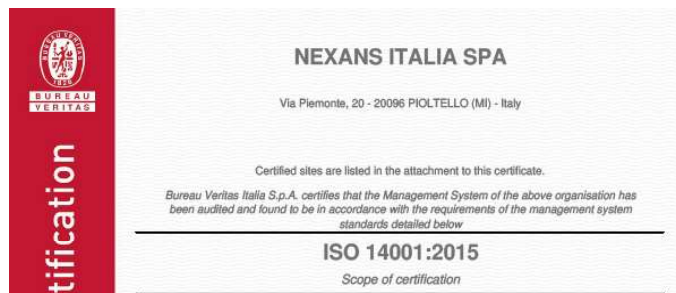 BUREAU VERITAS
1828
BUREAU
VERITAS
tification
NEXANS ITALIA SPA
Via Piemonte, 20 - 20096 PIOLTELLO (MI) - Italy
Certified sites are listed in the attachment to this certificate.
Bureau Veritas Italia S.p.A. certifies that the Management System of the above organisation has
been audited and found to be in accordance with the requirements of the management system
standards detailed below
ISO 14001:2015
Scope of certification